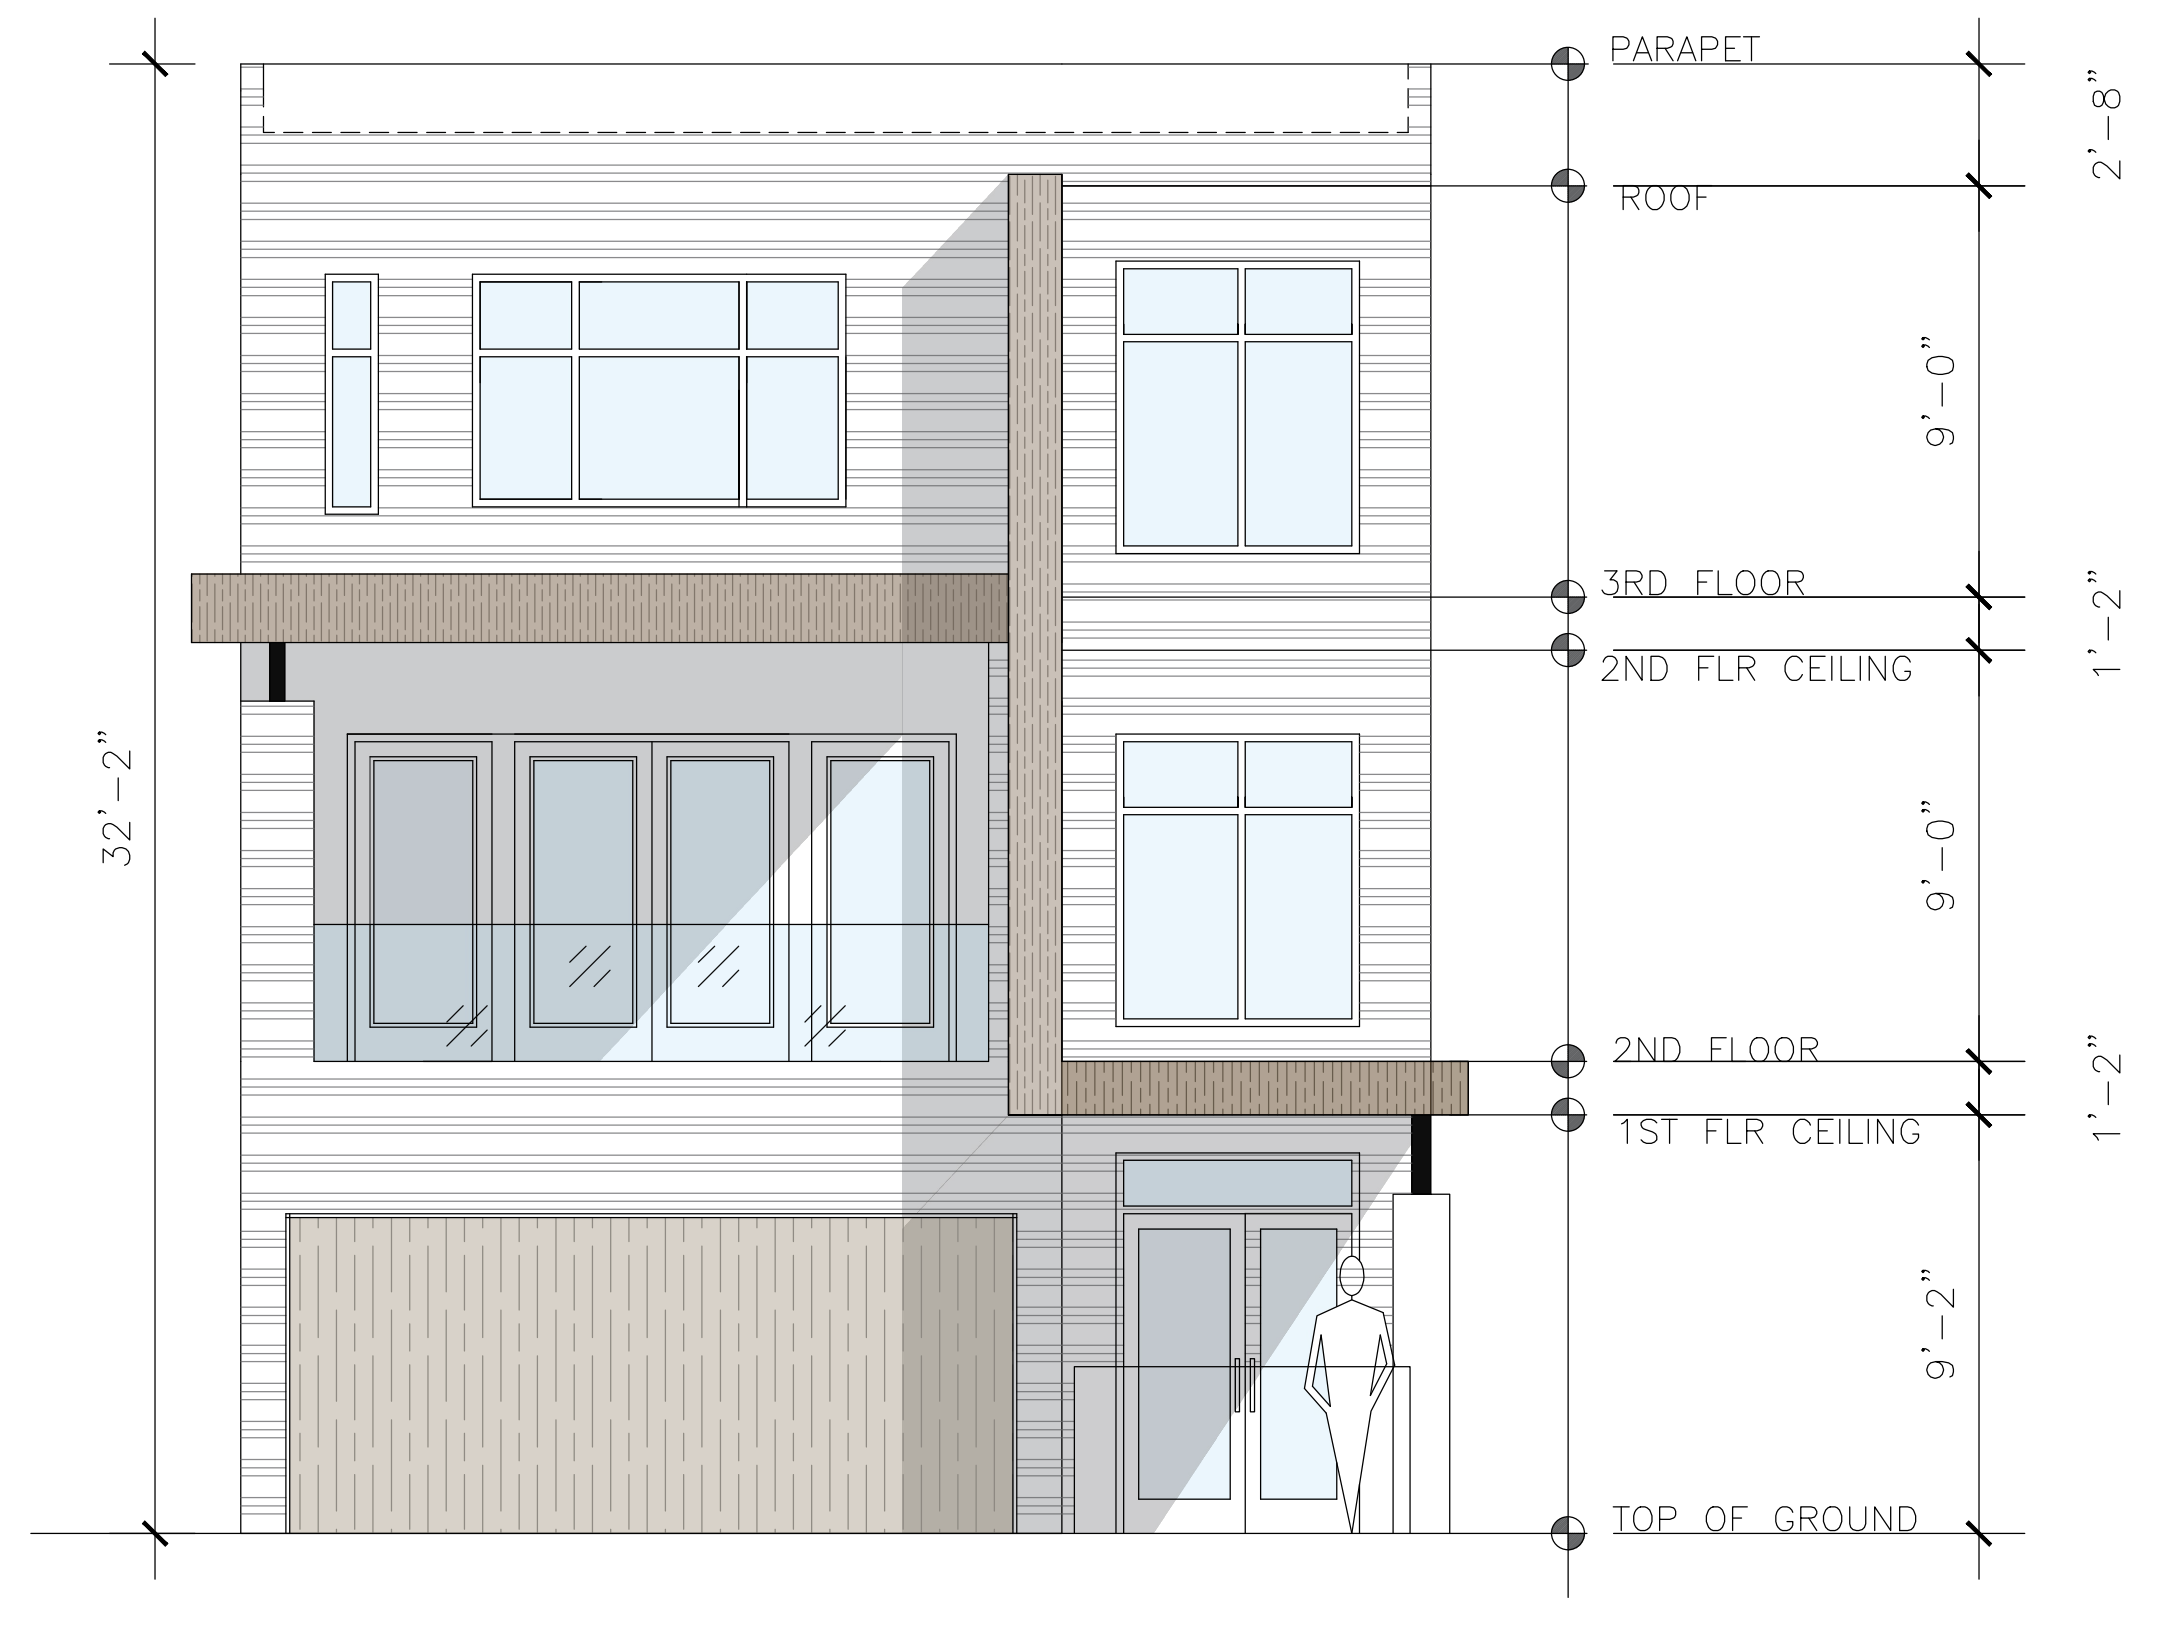 PARAPET
2'-8"
ROOF
9'-0"
3RD FLOOR
1'-2"
2ND FLR CEILING
32'-2"
9'-0"
2ND FLOOR
1'-2"
1ST FLR CEILING
9'-2"
TOP OF GROUND